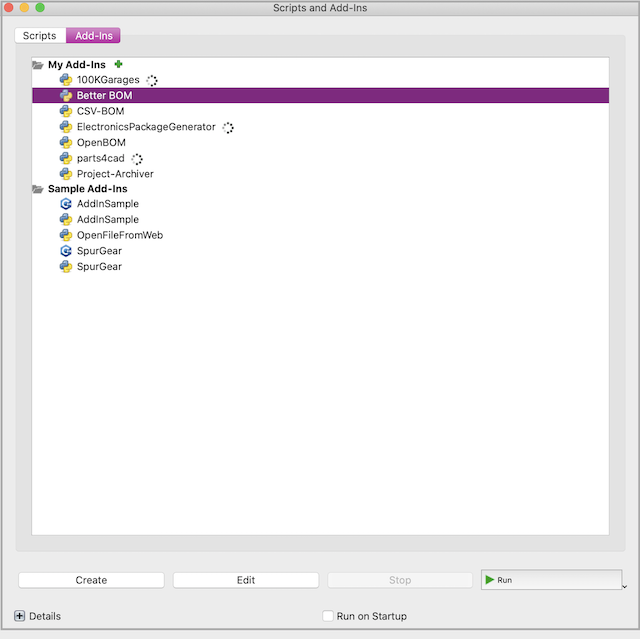 Scripts and Add-Ins
Scripts
Add-Ins
My Add-Ins
100KGarages
Better BOM
CSV-BOM
ElectronicsPackageGenerator
OpenBOM
parts4cad
Project-Archiver
Sample Add-Ins
AddInSample
AddInSample
OpenFileFromWeb
SpurGear
SpurGear
Create
Edit
Stop
Run
Details
Run on Startup